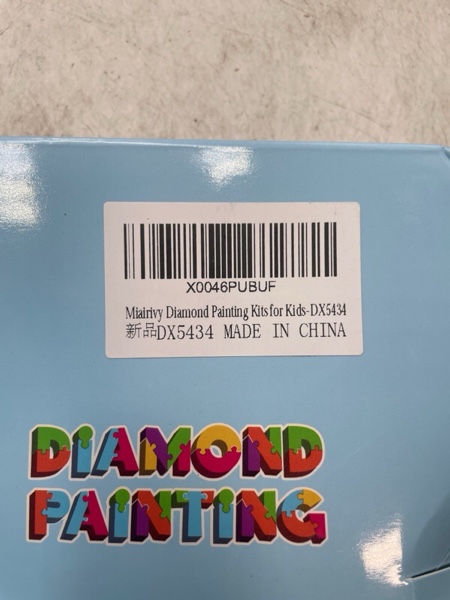 X0046PUBUF
Miairivy Diamond Painting Kits for Kids-DX5434
新品DX5434 MADE IN CHINA
DiAMOND
PAiNTiNG